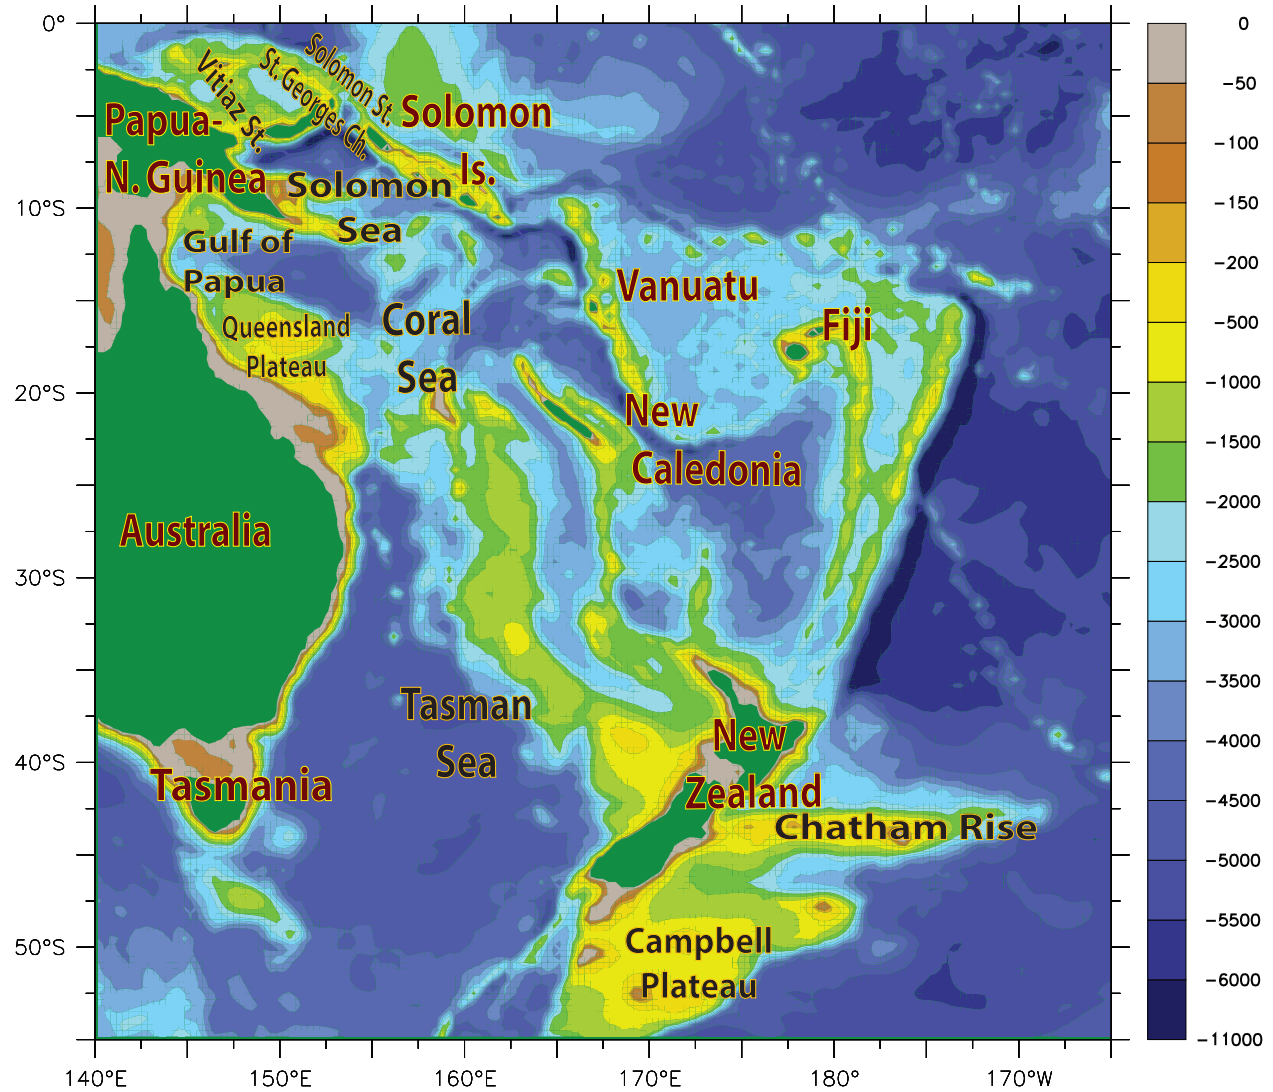 0°
10°S
20°S
30°S
40°S
50°S
140°E
150°E
160°E
170°E
180°
170°W
Vitiaz St.
St. Georges Ch.
Solomon St.
Solomon
Is.
Papua-
N. Guinea
Solomon
Sea
Gulf of
Papua
Queensland
Plateau
Coral
Sea
Vanuatu
Fiji
New
Caledonia
Australia
Tasman
Sea
Tasmania
New
Zealand
Chatham Rise
Campbell
Plateau
0
-50
-100
-150
-200
-500
-1000
-1500
-2000
-2500
-3000
-3500
-4000
-4500
-5000
-5500
-6000
-11000